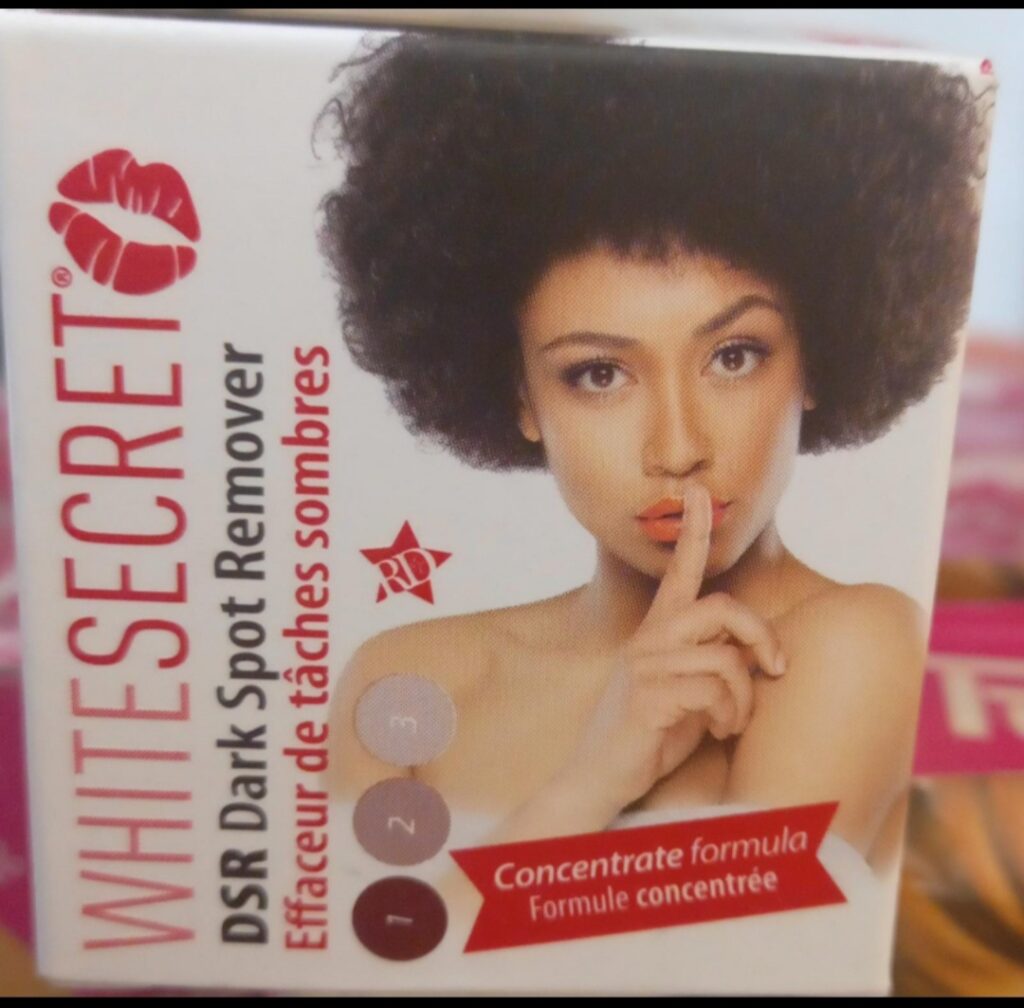 WHITESECRET®
DSR Dark Spot Remover
Effaceur de tâches sombres
RD
1
2
3
Concentrate formula
Formule concentrée